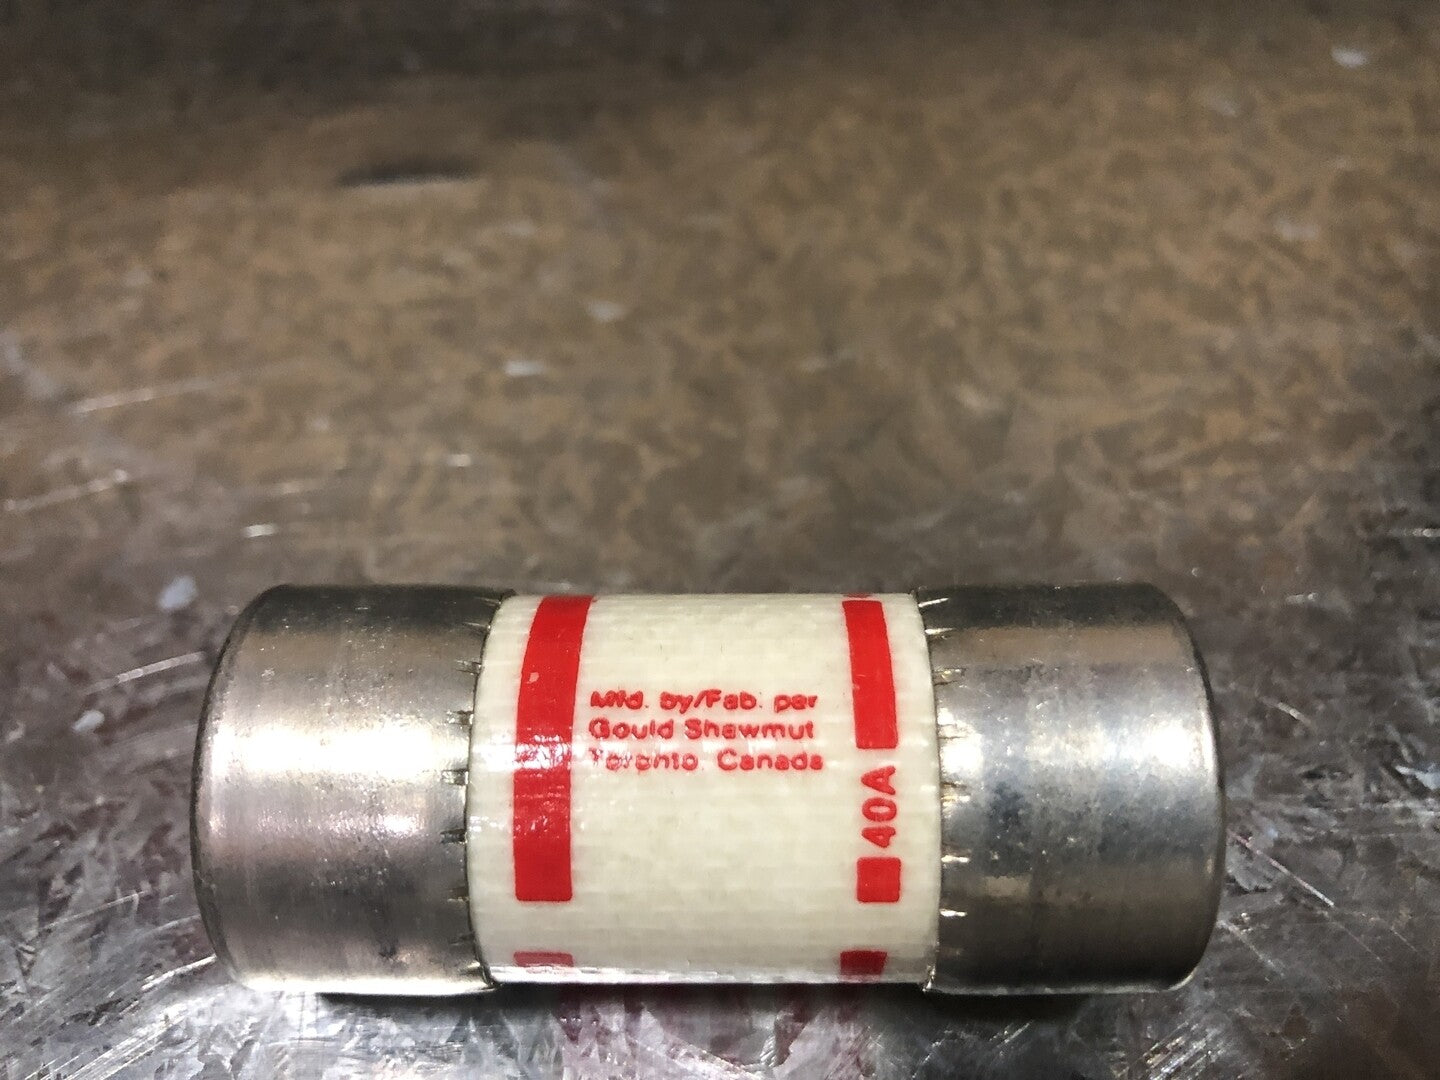 Mfd. by/Fab. par
Gould Shawmut
Toronto, Canada
40A